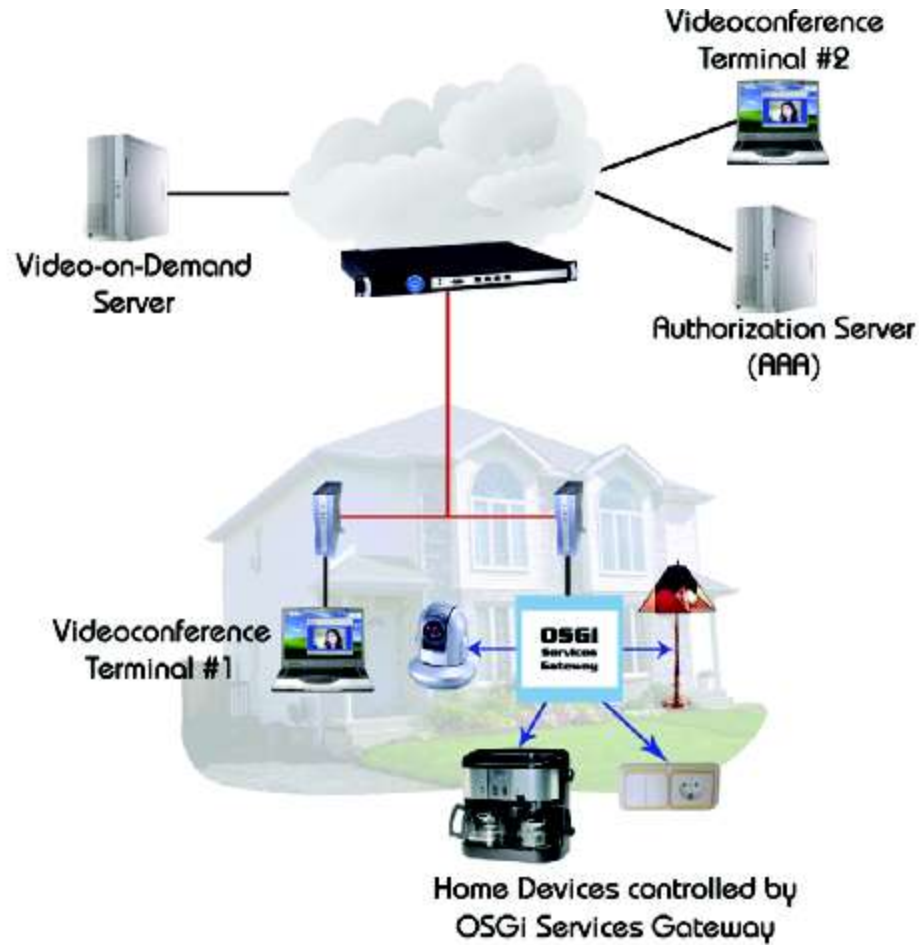 Videoconference
Terminal #2
Video-on-Demand
Server
Authorization Server
(AAA)
Videoconference
Terminal #1
OSGi
Services
Gateway
Home Devices controlled by
OSGi Services Gateway